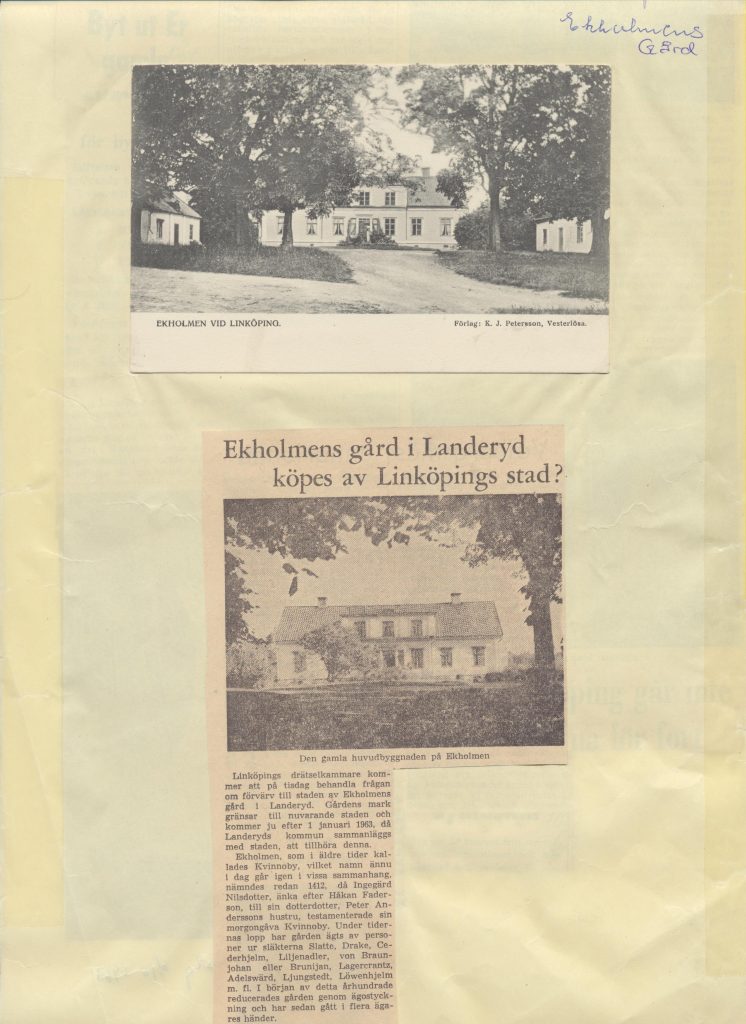 Ekholmens
Gård
EKHOLMEN VID LINKÖPING.
Förlag: K. J. Petersson, Vesterlösa.
Ekholmens gård i Landeryd
köpes av Linköpings stad?
Den gamla huvudbyggnaden på Ekholmen
Linköpings drätselkammare kom-
mer att på tisdag behandla frågan
om förvärv till staden av Ekholmens
gård i Landeryd. Gårdens mark
gränsar till nuvarande staden och
kommer ju efter 1 januari 1963, då
Landeryds kommun sammanläggs
med staden, att tillhöra denna.
Ekholmen, som i äldre tider kal-
lades Kvinnoby, vilket namn ännu
i dag går igen i vissa sammanhang,
nämndes redan 1412, då Ingegärd
Nilsdotter, änka efter Håkan Fader-
son, till sin dotterdotter, Peter An-
derssons hustru, testamenterade sin
morgongåva Kvinnoby. Under tider-
nas lopp har gården ägts av perso-
ner ur släkterna Slatte, Drake, Ce-
derhjelm, Liljenadler, von Braun-
johan eller Brunijan, Lagercrantz,
Adelswärd, Ljungstedt, Löwenhjelm
m. fl. I början av detta århundrade
reducerades gården genom ägostyck-
ning och har sedan gått i flera äga-
res händer.